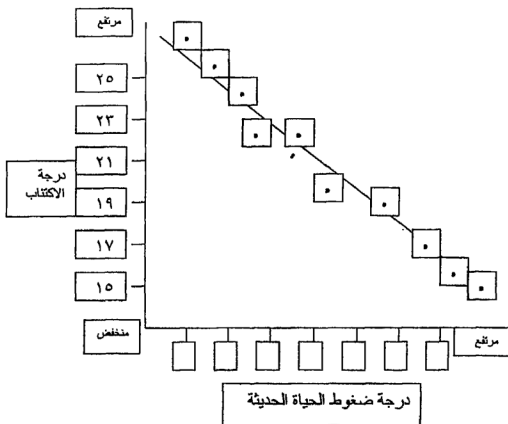 مرتفع
٢٥
٢٣
٢١
درجة
الاكتئاب
١٩
١٧
١٥
منخفض
مرتفع
درجة ضغوط الحياة الحديثة